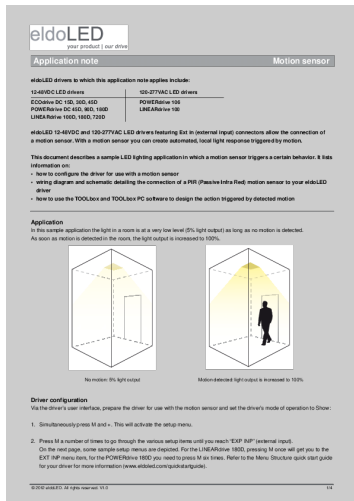 eldoLED
your product | our drive
Application note Motion sensor
eldoLED drivers to which this application note applies include:
12-48VDC LED drivers 120-277VAC LED drivers
ECOdrive DC 15D, 30D, 45D POWERdrive 106
POWERdrive DC 45D, 90D, 180D LINEARdrive 100
LINEARdrive 100D, 180D, 720D
eldoLED 12-48VDC and 120-277VAC LED drivers featuring Ext in (external input) connectors allow the connection of
a motion sensor. With a motion sensor you can create automated, local light response triggered by motion.
This document describes a sample LED lighting application in which a motion sensor triggers a certain behavior. It lists
information on:
• how to configure the driver for use with a motion sensor
• wiring diagram and schematic detailing the connection of a PIR (Passive Infra Red) motion sensor to your eldoLED
driver
• how to use the TOOLbox and TOOLbox PC software to design the action triggered by detected motion
Application
In this sample application the light in a room is at a very low level (5% light output) as long as no motion is detected.
As soon as motion is detected in the room, the light output is increased to 100%.
No motion: 5% light output
Motion detected: light output is increased to 100%
Driver configuration
Via the driver's user interface, prepare the driver for use with the motion sensor and set the driver's mode of operation to Show:
1. Simultaneously press M and +. This will activate the setup menu.
2. Press M a number of times to go through the various setup items until you reach "EXP INP" (external input).
On the next page, some sample setup menus are depicted. For the LINEARdrive 180D, pressing M once will get you to the
EXT INP menu item, for the POWERdrive 180D you need to press M six times. Refer to the Menu Structure quick start guide
for your driver for more information (www.eldoled.com/quickstartguide).
© 2012 eldoLED. All rights reserved. V1.0 1/4